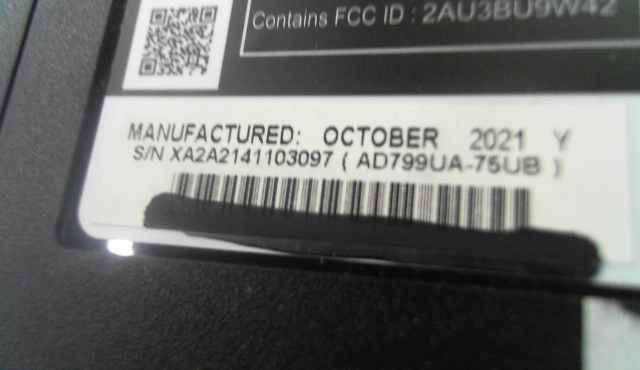 Contains FCC ID : 2AU3BU9W42
MANUFACTURED: OCTOBER 2021 Y
S/N XA2A2141103097 ( AD799UA-75UB )